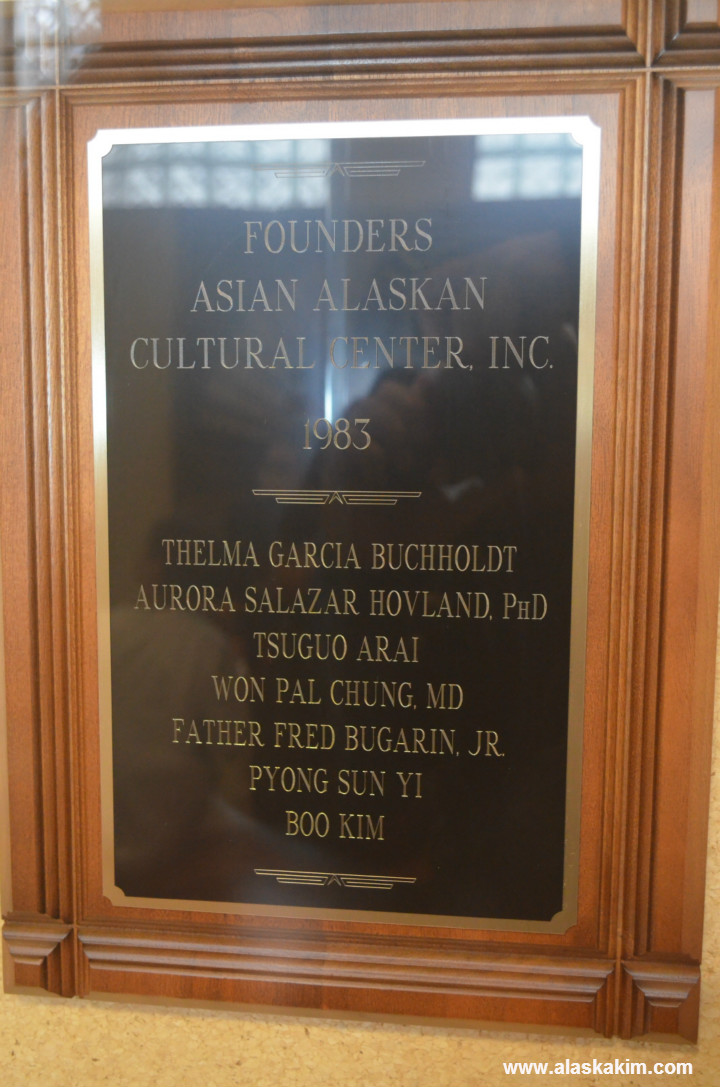 FOUNDERS
ASIAN ALASKAN
CULTURAL CENTER, INC.
1983
THELMA GARCIA BUCHHOLDT
AURORA SALAZAR HOVLAND, PHD
TSUGUO ARAI
WON PAL CHUNG, MD
FATHER FRED BUGARIN, JR.
PYONG SUN YI
BOO KIM
www.alaskakim.com